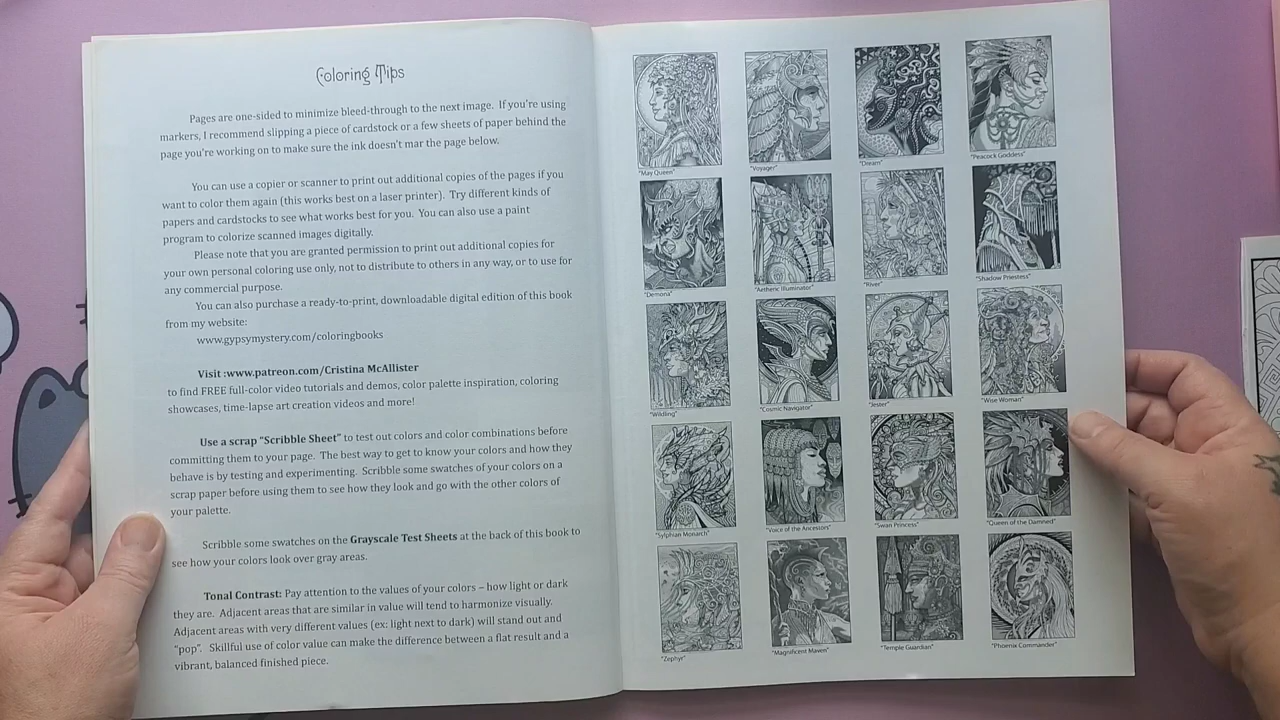 Coloring Tips
Pages are one-sided to minimize bleed-through to the next image. If you're using
markers, I recommend slipping a piece of cardstock or a few sheets of paper behind the
page you're working on to make sure the ink doesn't mar the page below.
You can use a copier or scanner to print out additional copies of the pages if you
want to color them again (this works best on a laser printer). Try different kinds of
papers and cardstocks to see what works best for you. You can also use a paint
program to colorize scanned images digitally.
Please note that you are granted permission to print out additional copies for
your own personal coloring use only, not to distribute to others in any way, or to use for
any commercial purpose.
You can also purchase a ready-to-print, downloadable digital edition of this book
from my website:
www.gypsymystery.com/coloringbooks
Visit :www.patreon.com/Cristina McAllister
to find FREE full-color video tutorials and demos, color palette inspiration, coloring
showcases, time-lapse art creation videos and more!
Use a scrap "Scribble Sheet" to test out colors and color combinations before
committing them to your page. The best way to get to know your colors and how they
behave is by testing and experimenting. Scribble some swatches of your colors on a
scrap paper before using them to see how they look and go with the other colors of
your palette.
Scribble some swatches on the Grayscale Test Sheets at the back of this book to
see how your colors look over gray areas.
Tonal Contrast: Pay attention to the values of your colors – how light or dark
they are. Adjacent areas that are similar in value will tend to harmonize visually.
Adjacent areas with very different values (ex: light next to dark) will stand out and
"pop". Skillful use of color value can make the difference between a flat result and a
vibrant, balanced finished piece.
"May Queen" "Voyager" "Dream" "Peacock Goddess"
"Demona" "Aetheric Illuminator" "River" "Shadow Priestess"
"Wildling" "Cosmic Navigator" "Jester" "Wise Woman"
"Sylphian Monarch" "Voice of the Ancestors" "Swan Princess" "Queen of the Damned"
"Zephyr" "Magnificent Maven" "Temple Guardian" "Phoenix Commander"